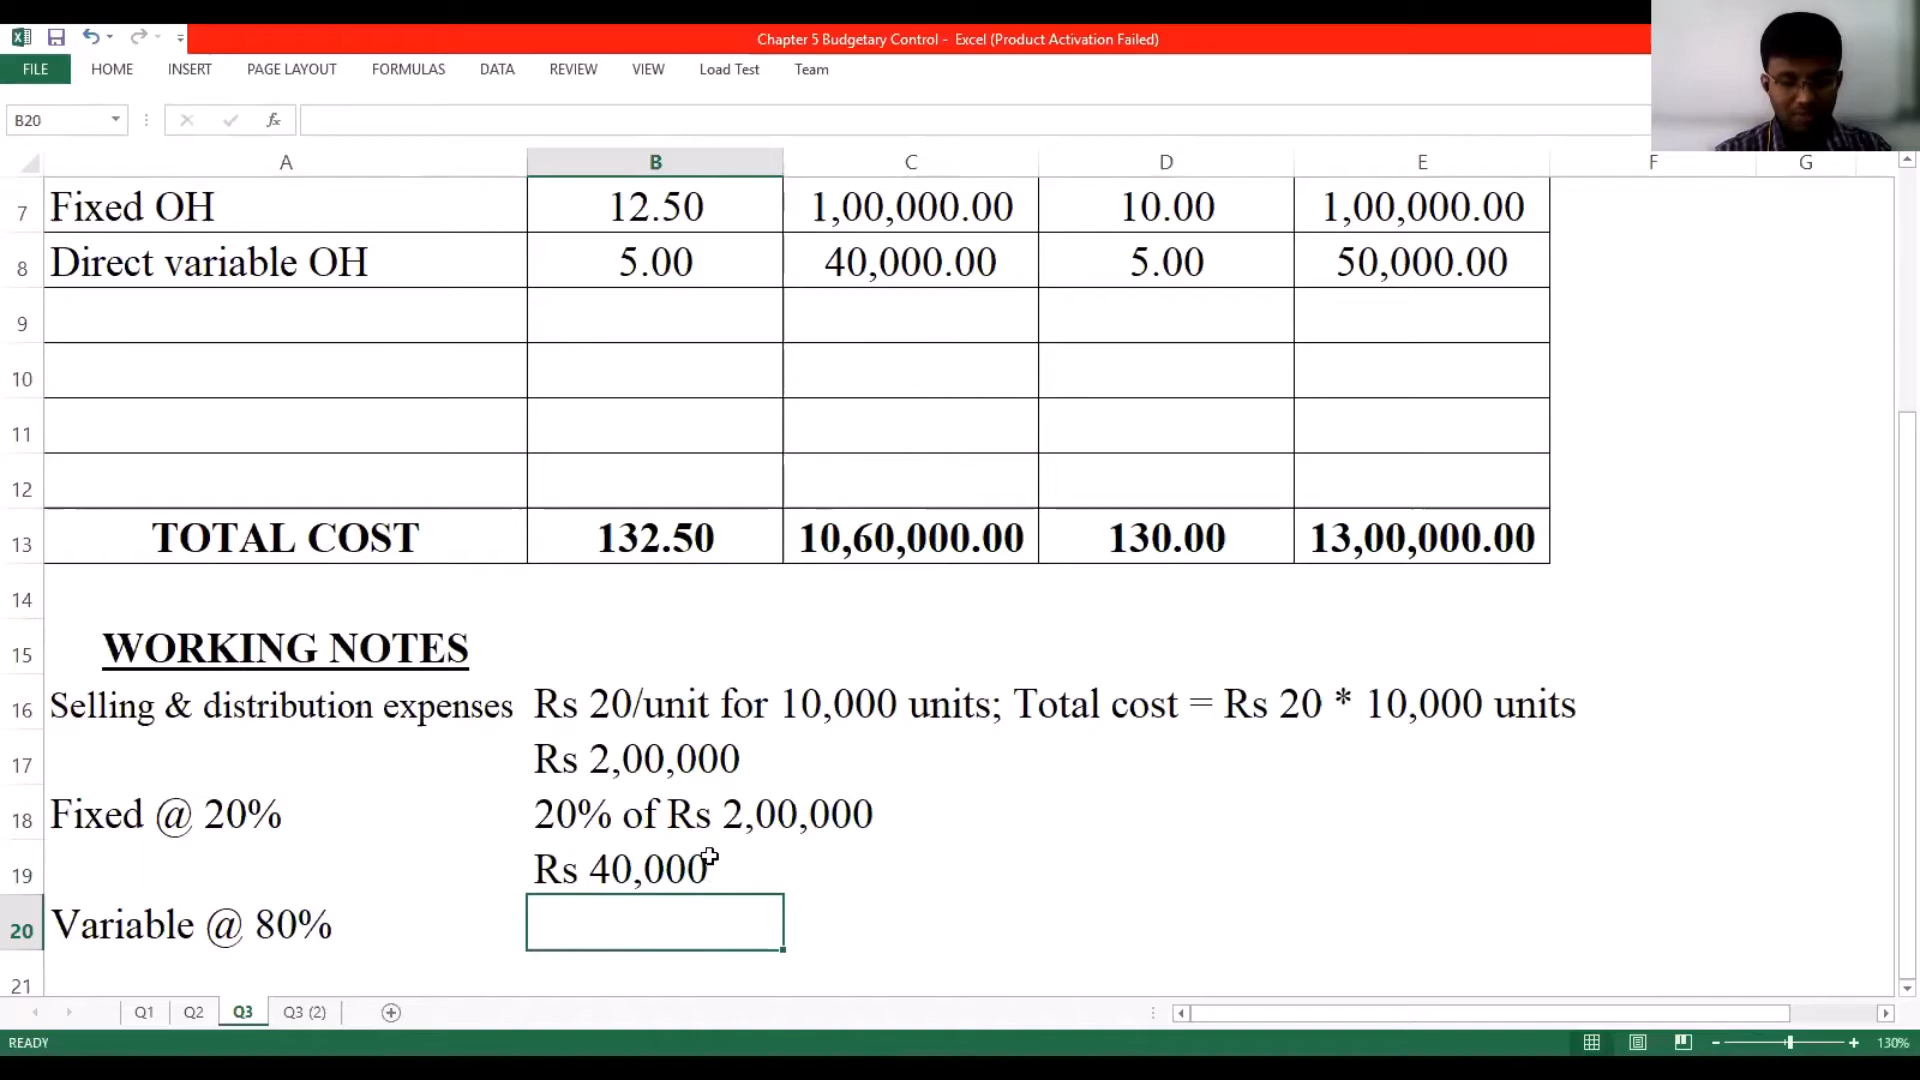 Chapter 5 Budgetary Control - Excel (Product Activation Failed)
FILE HOME INSERT PAGE LAYOUT FORMULAS DATA REVIEW VIEW Load Test Team
B20 fx
A B C D E F G
7 Fixed OH 12.50 1,00,000.00 10.00 1,00,000.00
8 Direct variable OH 5.00 40,000.00 5.00 50,000.00
9
10
11
12
13 TOTAL COST 132.50 10,60,000.00 130.00 13,00,000.00
14
15 WORKING NOTES
16 Selling & distribution expenses Rs 20/unit for 10,000 units; Total cost = Rs 20 * 10,000 units
17 Rs 2,00,000
18 Fixed @ 20% 20% of Rs 2,00,000
19 Rs 40,000
20 Variable @ 80%
21
Q1 Q2 Q3 Q3 (2)
READY 130%